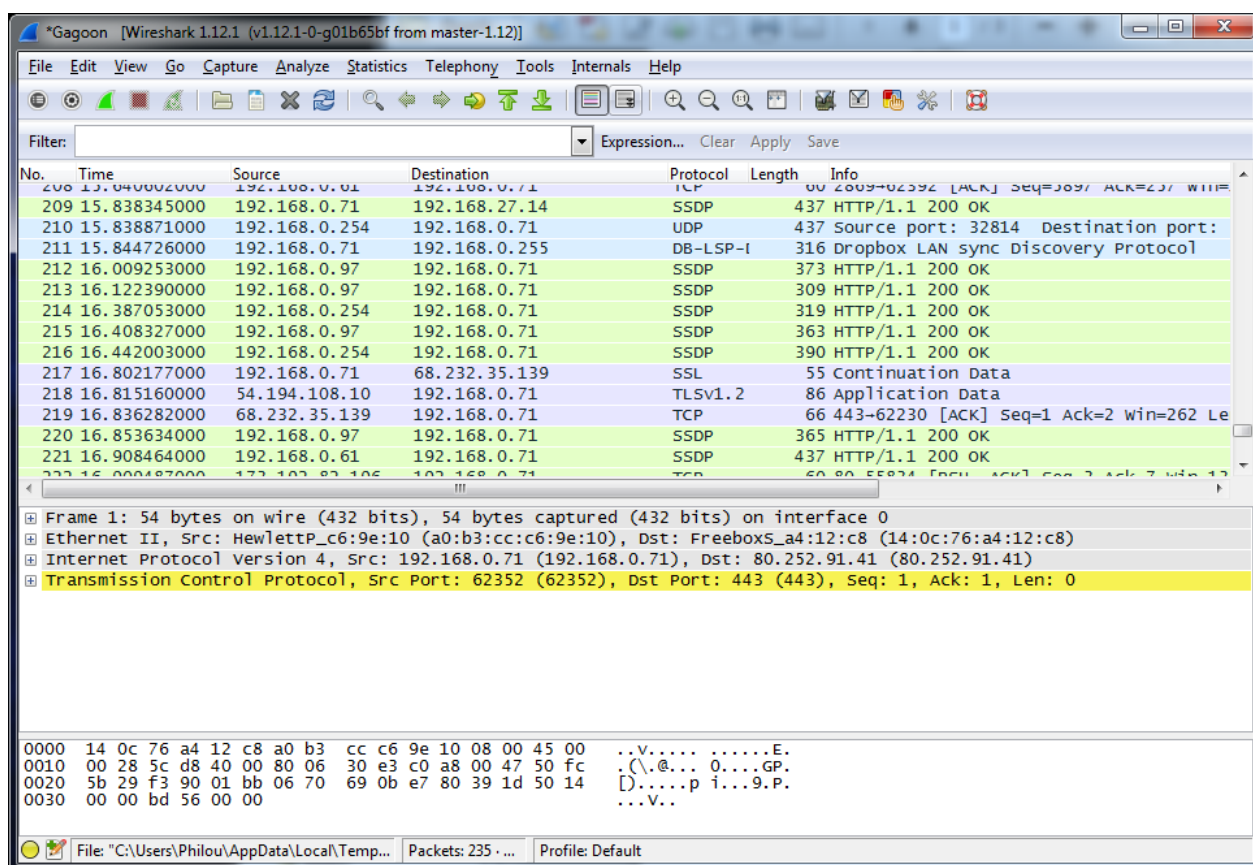 *Gagoon [Wireshark 1.12.1 (v1.12.1-0-g01b65bf from master-1.12)]
File Edit View Go Capture Analyze Statistics Telephony Tools Internals Help
Filter: Expression... Clear Apply Save
No. Time Source Destination Protocol Length Info
208 15.640602000 192.168.0.61 192.168.0.71 TCP 60 2869→62392 [ACK] Seq=5897 Ack=257 Win=
209 15.838345000 192.168.0.71 192.168.27.14 SSDP 437 HTTP/1.1 200 OK
210 15.838871000 192.168.0.254 192.168.0.71 UDP 437 Source port: 32814 Destination port:
211 15.844726000 192.168.0.71 192.168.0.255 DB-LSP-I 316 Dropbox LAN sync Discovery Protocol
212 16.009253000 192.168.0.97 192.168.0.71 SSDP 373 HTTP/1.1 200 OK
213 16.122390000 192.168.0.97 192.168.0.71 SSDP 309 HTTP/1.1 200 OK
214 16.387053000 192.168.0.254 192.168.0.71 SSDP 319 HTTP/1.1 200 OK
215 16.408327000 192.168.0.97 192.168.0.71 SSDP 363 HTTP/1.1 200 OK
216 16.442003000 192.168.0.254 192.168.0.71 SSDP 390 HTTP/1.1 200 OK
217 16.802177000 192.168.0.71 68.232.35.139 SSL 55 Continuation Data
218 16.815160000 54.194.108.10 192.168.0.71 TLSv1.2 86 Application Data
219 16.836282000 68.232.35.139 192.168.0.71 TCP 66 443→62230 [ACK] Seq=1 Ack=2 Win=262 Le
220 16.853634000 192.168.0.97 192.168.0.71 SSDP 365 HTTP/1.1 200 OK
221 16.908464000 192.168.0.61 192.168.0.71 SSDP 437 HTTP/1.1 200 OK
Frame 1: 54 bytes on wire (432 bits), 54 bytes captured (432 bits) on interface 0
Ethernet II, Src: HewlettP_c6:9e:10 (a0:b3:cc:c6:9e:10), Dst: FreeboxS_a4:12:c8 (14:0c:76:a4:12:c8)
Internet Protocol Version 4, Src: 192.168.0.71 (192.168.0.71), Dst: 80.252.91.41 (80.252.91.41)
Transmission Control Protocol, Src Port: 62352 (62352), Dst Port: 443 (443), Seq: 1, Ack: 1, Len: 0
0000 14 0c 76 a4 12 c8 a0 b3 cc c6 9e 10 08 00 45 00 ..v..... ......E.
0010 00 28 5c d8 40 00 80 06 30 e3 c0 a8 00 47 50 fc .(\.@... 0....GP.
0020 5b 29 f3 90 01 bb 06 70 69 0b e7 80 39 1d 50 14 [).....p i...9.P.
0030 00 00 bd 56 00 00 ...V..
File: "C:\Users\Philou\AppData\Local\Temp... Packets: 235 · ... Profile: Default